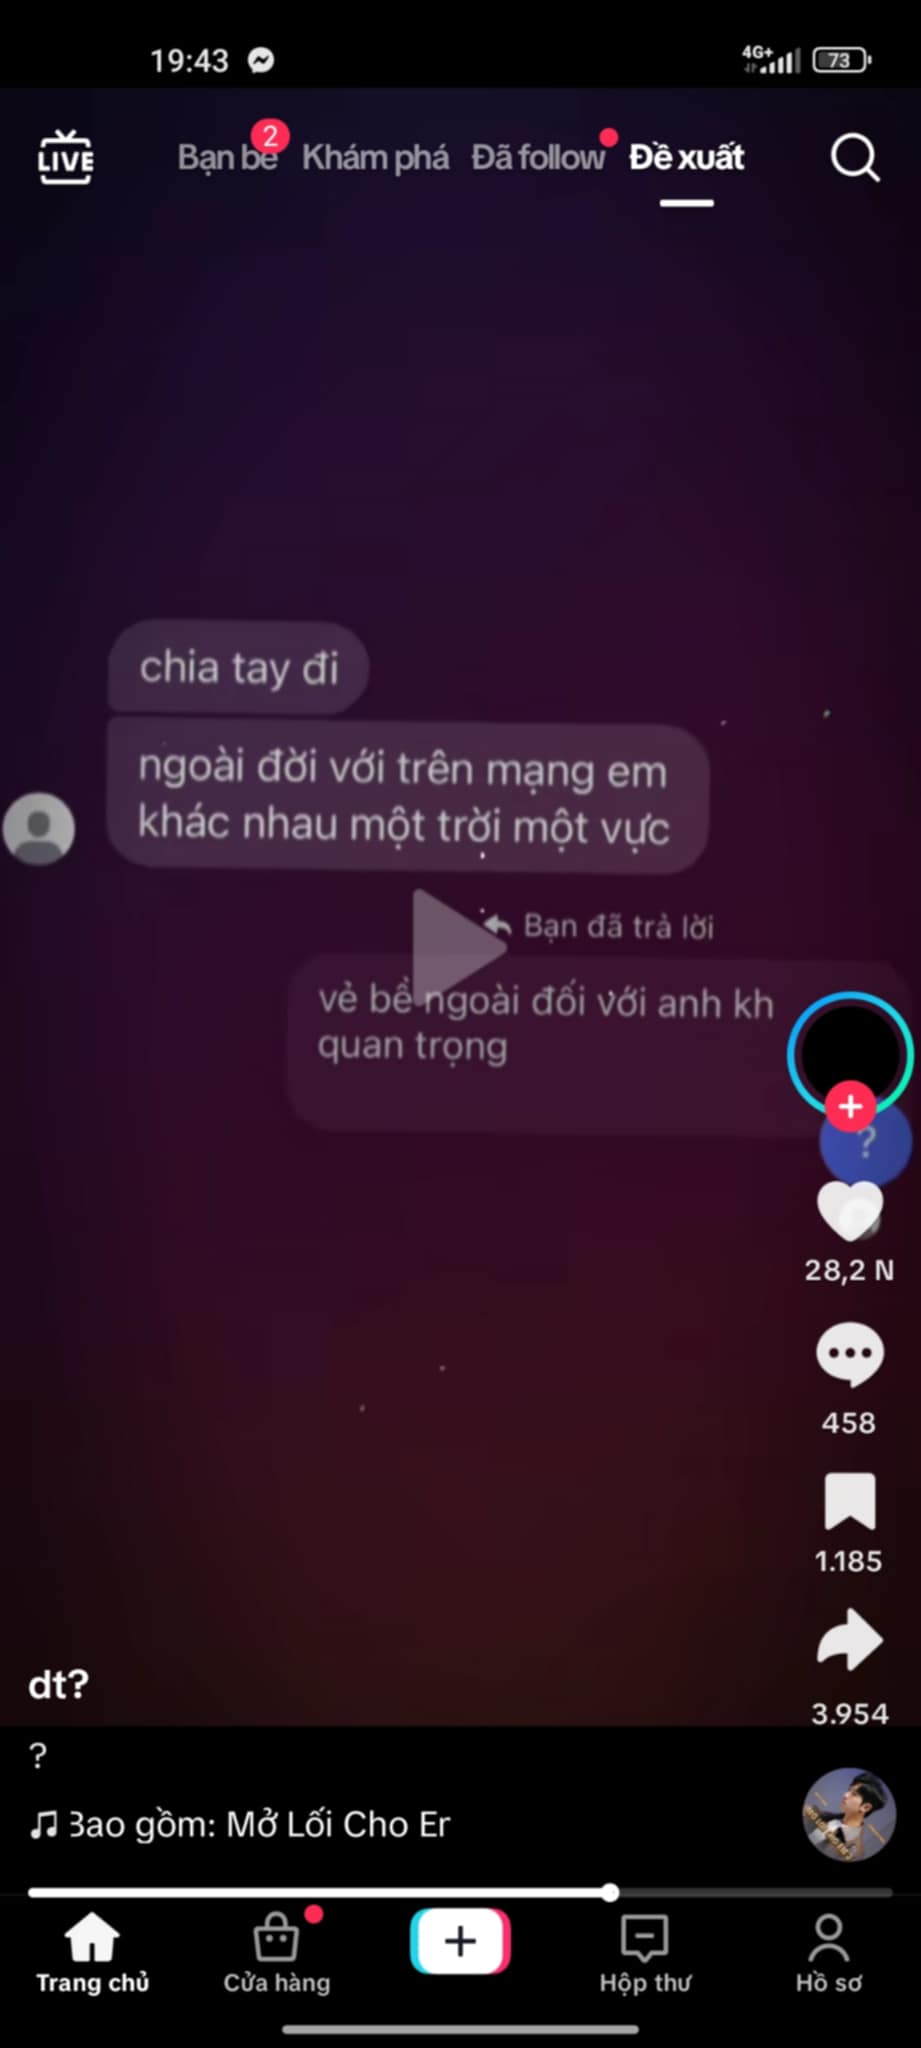 19:43
4G+
73
LIVE
Bạn bè
2
Khám phá
Đã follow
Đề xuất
chia tay đi
ngoài đời với trên mạng em
khác nhau một trời một vực
Bạn đã trả lời
vẻ bề ngoài đối với anh kh
quan trọng
?
28,2 N
458
1.185
3.954
dt?
?
Bao gồm: Mở Lối Cho Er
Trang chủ
Cửa hàng
Hộp thư
Hồ sơ